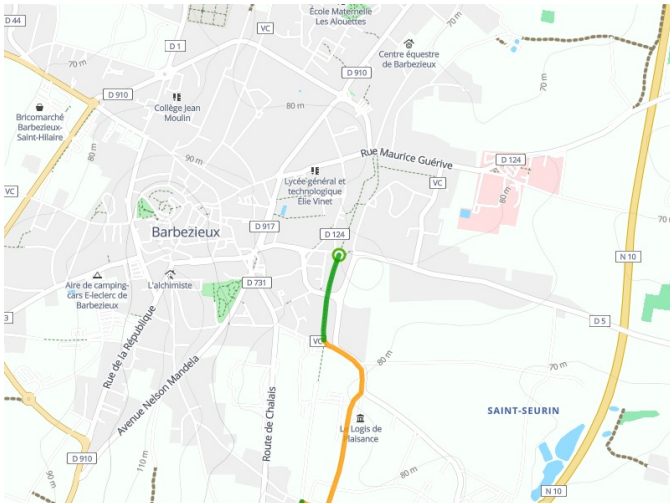 École Maternelle
Les Alouettes
70 m
D 44
VC
D 1
Centre équestre
de Barbezieux
70 m
D 910
70 m
D 910
Collège Jean
Moulin
80 m
Bricomarché
Barbezieux-
Saint-Hilaire
80 m
90 m
Rue Maurice Guérive
D 124
Lycée général et
technologique
Élie Vinet
VC
VC
80 m
70 m
D 917
Barbezieux
D 124
N 10
Aire de camping-
cars E-leclerc de
Barbezieux
L'alchimiste
D 731
3
D 5
Rue de la République
VC
80 m
70 m
Avenue Nelson Mandela
Route de Chalais
SAINT-SEURIN
Le Logis de
Plaisance
D 910
110 m
90 m
80 m
N 10